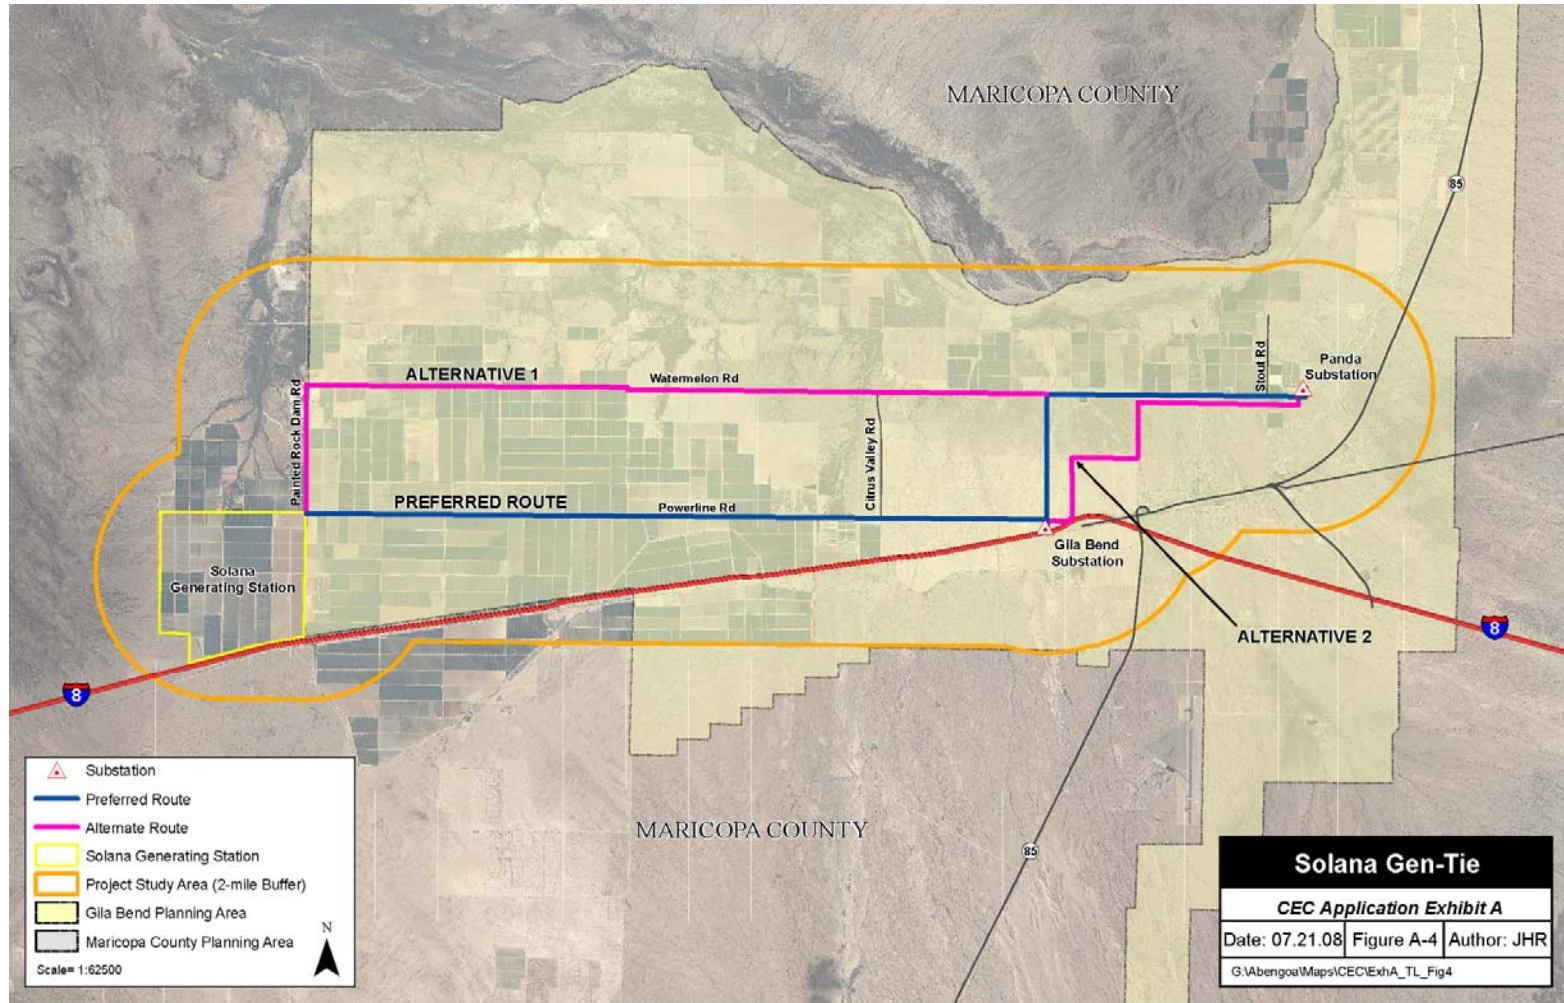 MARICOPA COUNTY
85
Stout Rd
Panda
Substation
ALTERNATIVE 1
Watermelon Rd
Painted Rock Dam Rd
Citrus Valley Rd
PREFERRED ROUTE
Powerline Rd
Gila Bend
Substation
Solana
Generating Station
ALTERNATIVE 2
8
8
MARICOPA COUNTY
85
Substation
Preferred Route
Alternate Route
Solana Generating Station
Project Study Area (2-mile Buffer)
Gila Bend Planning Area
Maricopa County Planning Area
N
Scale= 1:62500
Solana Gen-Tie
CEC Application Exhibit A
Date: 07.21.08 Figure A-4 Author: JHR
G:\Abengoa\Maps\CEC\ExhA_TL_Fig4